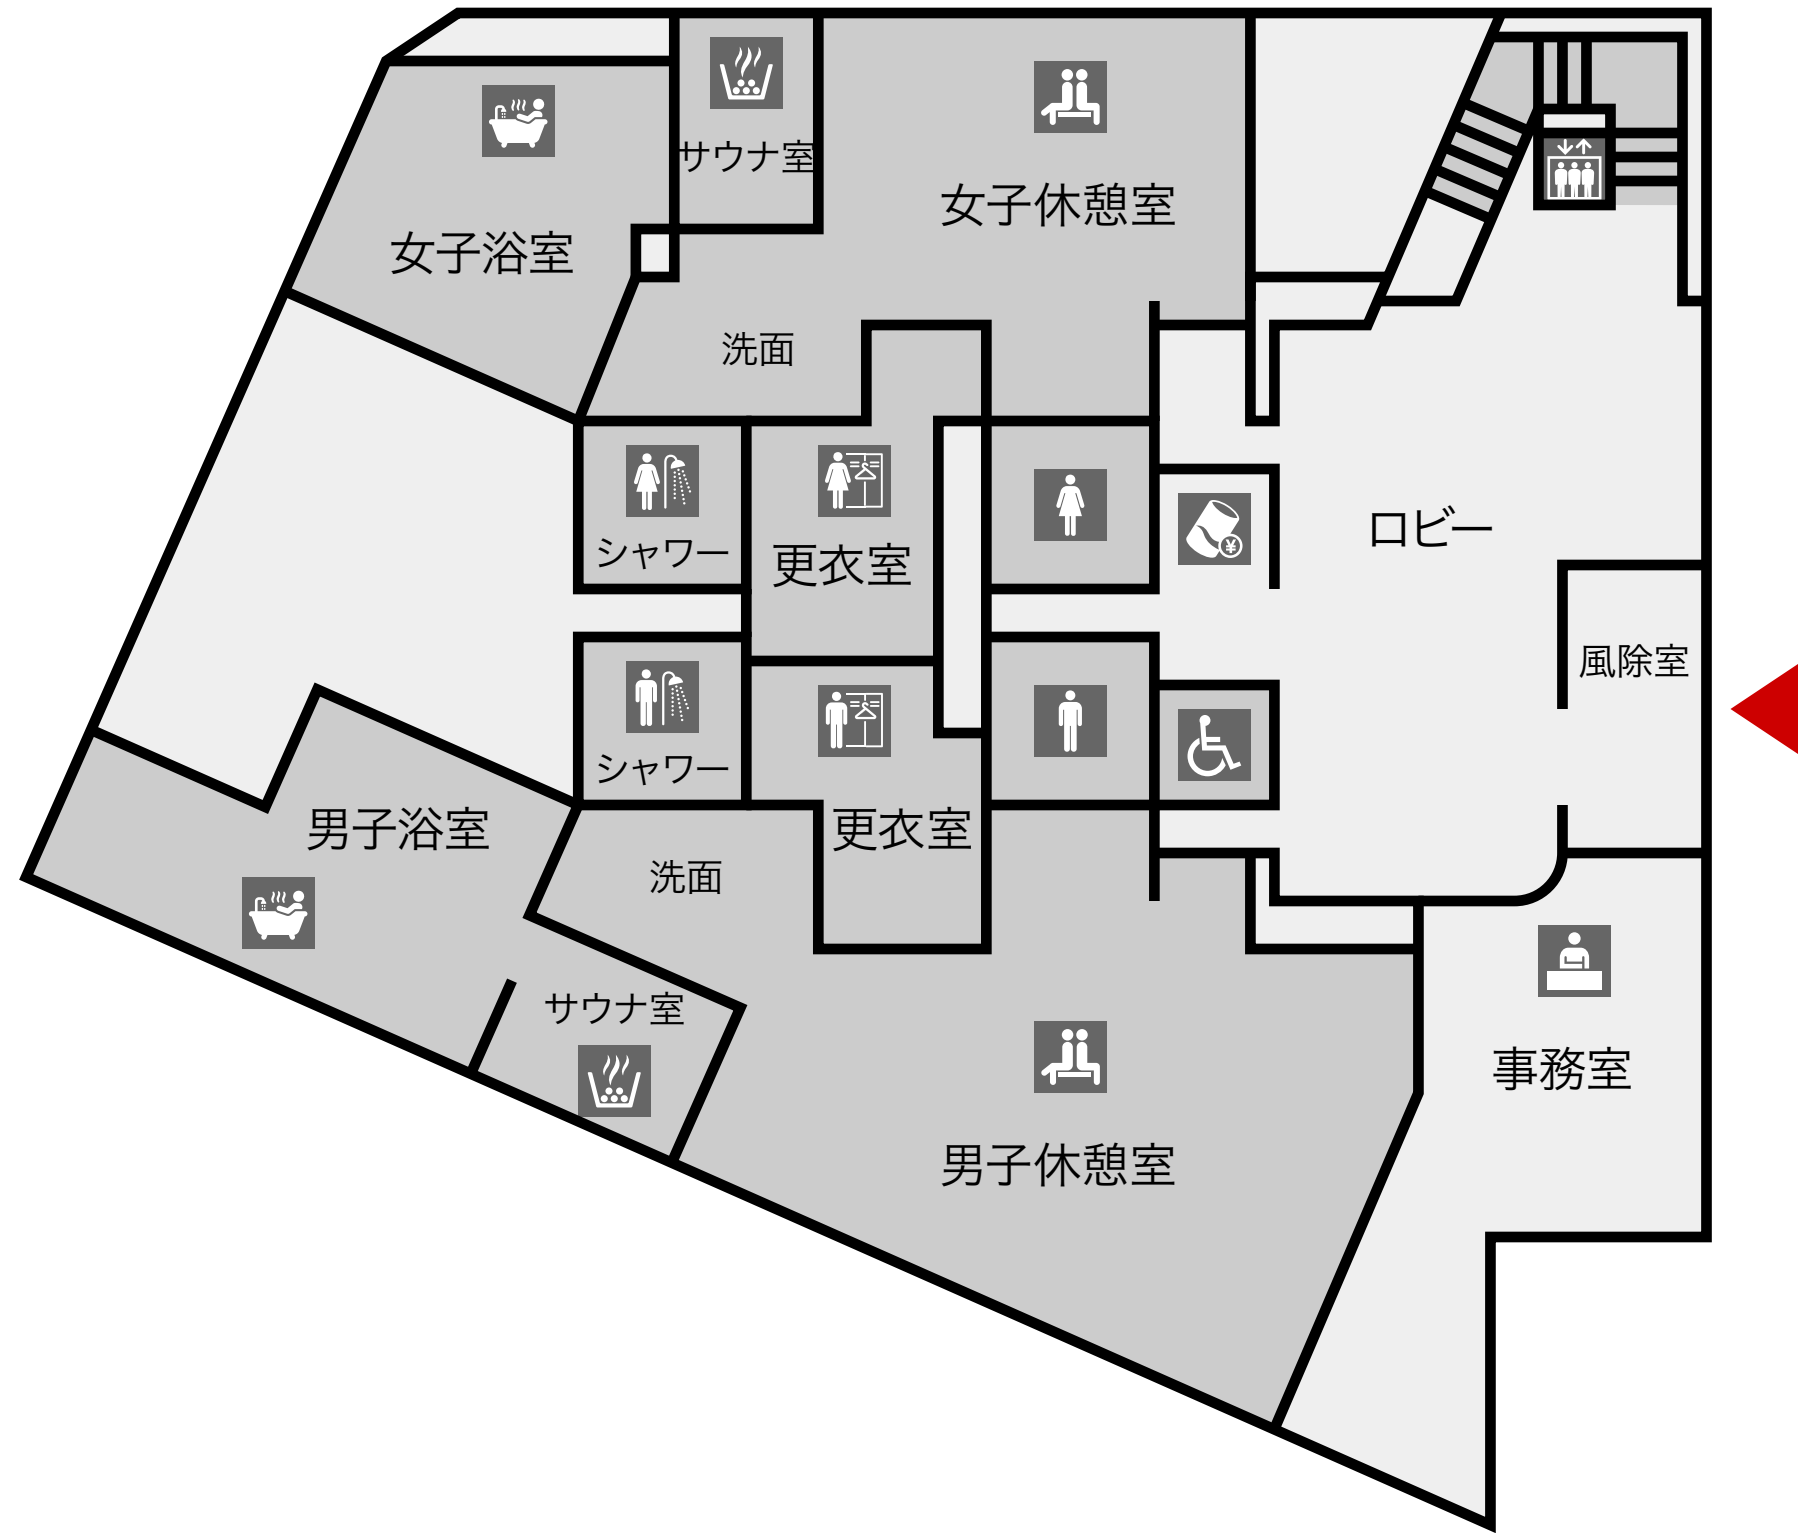 サウナ室
女子休憩室
女子浴室
洗面
ロビー
シャワー
更衣室
風除室
シャワー
更衣室
男子浴室
洗面
サウナ室
事務室
男子休憩室
¥